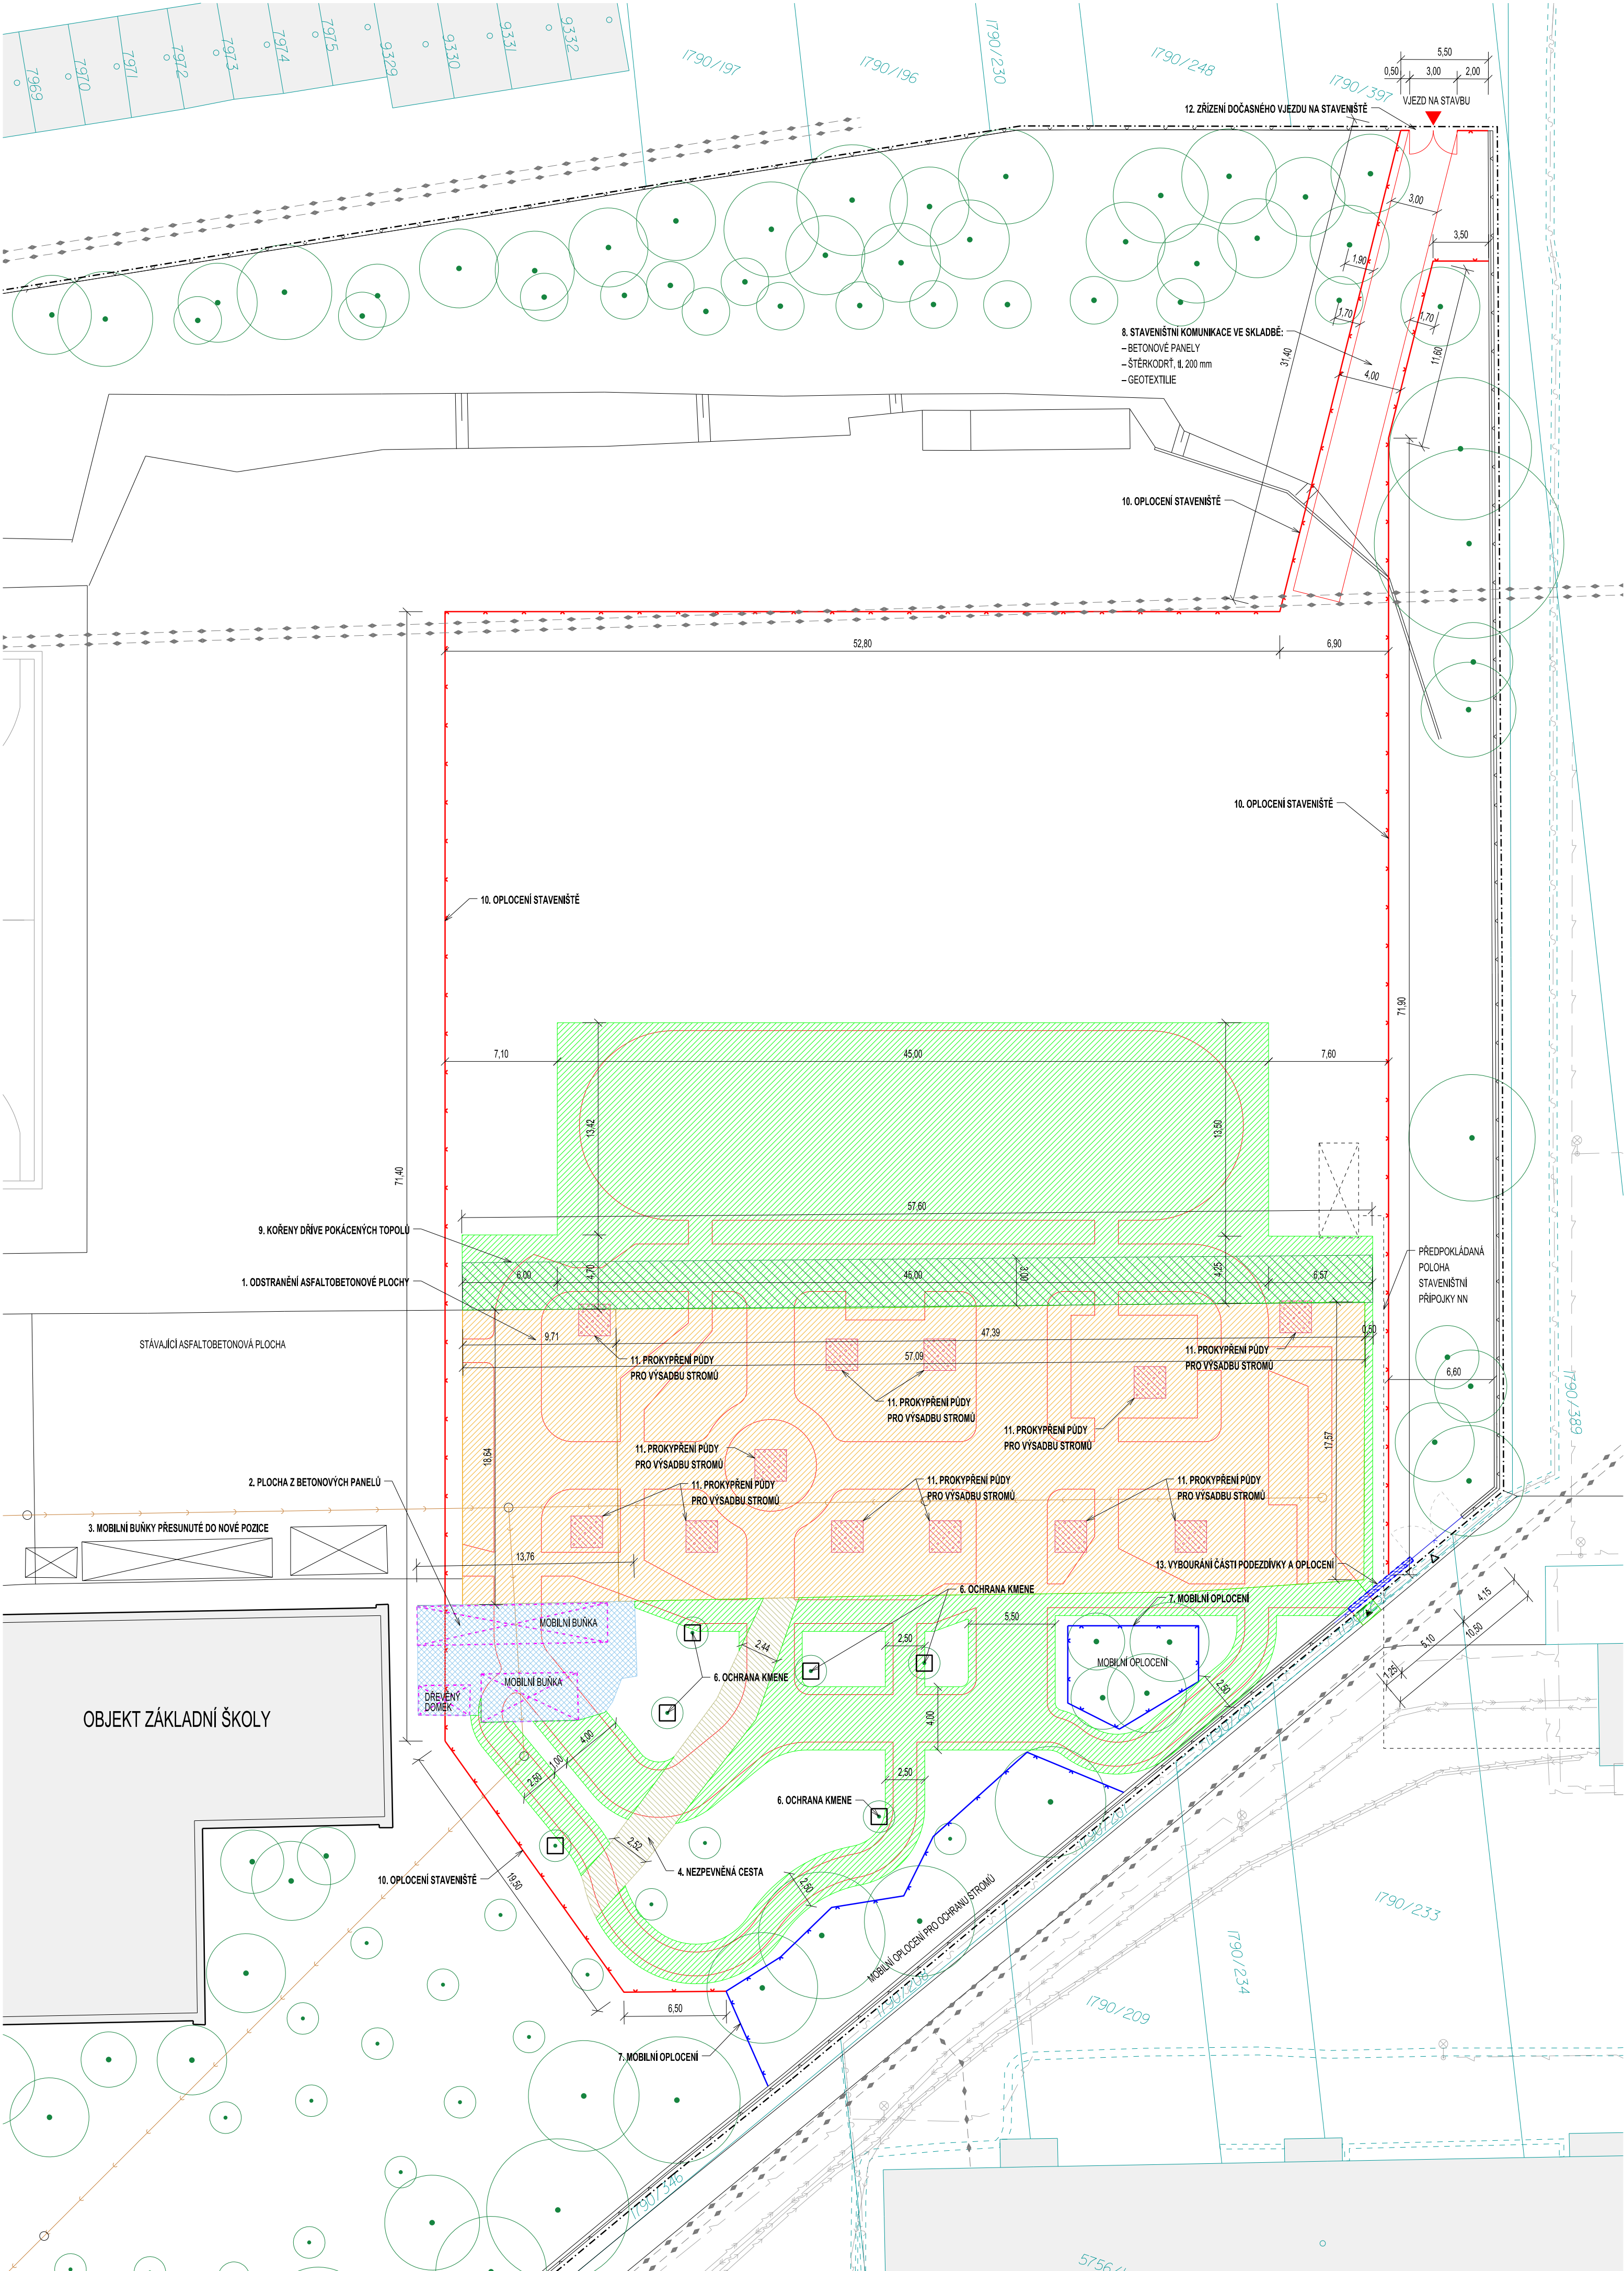 7969
7970
7971
7972
7973
7974
7975
9329
9330
9331
9332
1790/197
1790/196
1790/230
1790/248
1790/397
5,50
0,50
3,00
2,00
VJEZD NA STAVBU
12. ZŘÍZENÍ DOČASNÉHO VJEZDU NA STAVENIŠTĚ
3,00
3,50
1,90
1,70
1,70
11,60
31,40
4,00
8. STAVENIŠTNÍ KOMUNIKACE VE SKLADBĚ:
– BETONOVÉ PANELY
– ŠTĚRKODRŤ, tl. 200 mm
– GEOTEXTILIE
10. OPLOCENÍ STAVENIŠTĚ
52,80
6,90
10. OPLOCENÍ STAVENIŠTĚ
10. OPLOCENÍ STAVENIŠTĚ
71,90
7,10
45,00
7,60
13,42
13,50
71,40
57,60
9. KOŘENY DŘÍVE POKÁCENÝCH TOPOLŮ
1. ODSTRANĚNÍ ASFALTOBETONOVÉ PLOCHY
6,00
4,70
45,00
3,00
4,25
6,57
PŘEDPOKLÁDANÁ
POLOHA
STAVENIŠTNÍ
PŘÍPOJKY NN
STÁVAJÍCÍ ASFALTOBETONOVÁ PLOCHA
9,71
47,39
0,50
57,09
11. PROKYPŘENÍ PŮDY
PRO VÝSADBU STROMŮ
11. PROKYPŘENÍ PŮDY
PRO VÝSADBU STROMŮ
11. PROKYPŘENÍ PŮDY
PRO VÝSADBU STROMŮ
11. PROKYPŘENÍ PŮDY
PRO VÝSADBU STROMŮ
11. PROKYPŘENÍ PŮDY
PRO VÝSADBU STROMŮ
11. PROKYPŘENÍ PŮDY
PRO VÝSADBU STROMŮ
11. PROKYPŘENÍ PŮDY
PRO VÝSADBU STROMŮ
11. PROKYPŘENÍ PŮDY
PRO VÝSADBU STROMŮ
6,60
1790/389
18,64
17,57
2. PLOCHA Z BETONOVÝCH PANELŮ
3. MOBILNÍ BUŇKY PŘESUNUTÉ DO NOVÉ POZICE
13,76
13. VYBOURÁNÍ ČÁSTI PODEZDÍVKY A OPLOCENÍ
6. OCHRANA KMENE
7. MOBILNÍ OPLOCENÍ
4,15
10,50
5,10
1,25
MOBILNÍ BUŇKA
5,50
2,50
2,44
MOBILNÍ OPLOCENÍ
6. OCHRANA KMENE
MOBILNÍ BUŇKA
DŘEVĚNÝ
DOMEK
2,50
OBJEKT ZÁKLADNÍ ŠKOLY
4,00
4,00
1,00
2,50
2,50
6. OCHRANA KMENE
2,52
4. NEZPEVNĚNÁ CESTA
10. OPLOCENÍ STAVENIŠTĚ
19,50
2,50
MOBILNÍ OPLOCENÍ PRO OCHRANU STROMŮ
1790/207
1790/208
1790/233
1790/234
1790/209
6,50
7. MOBILNÍ OPLOCENÍ
1790/346